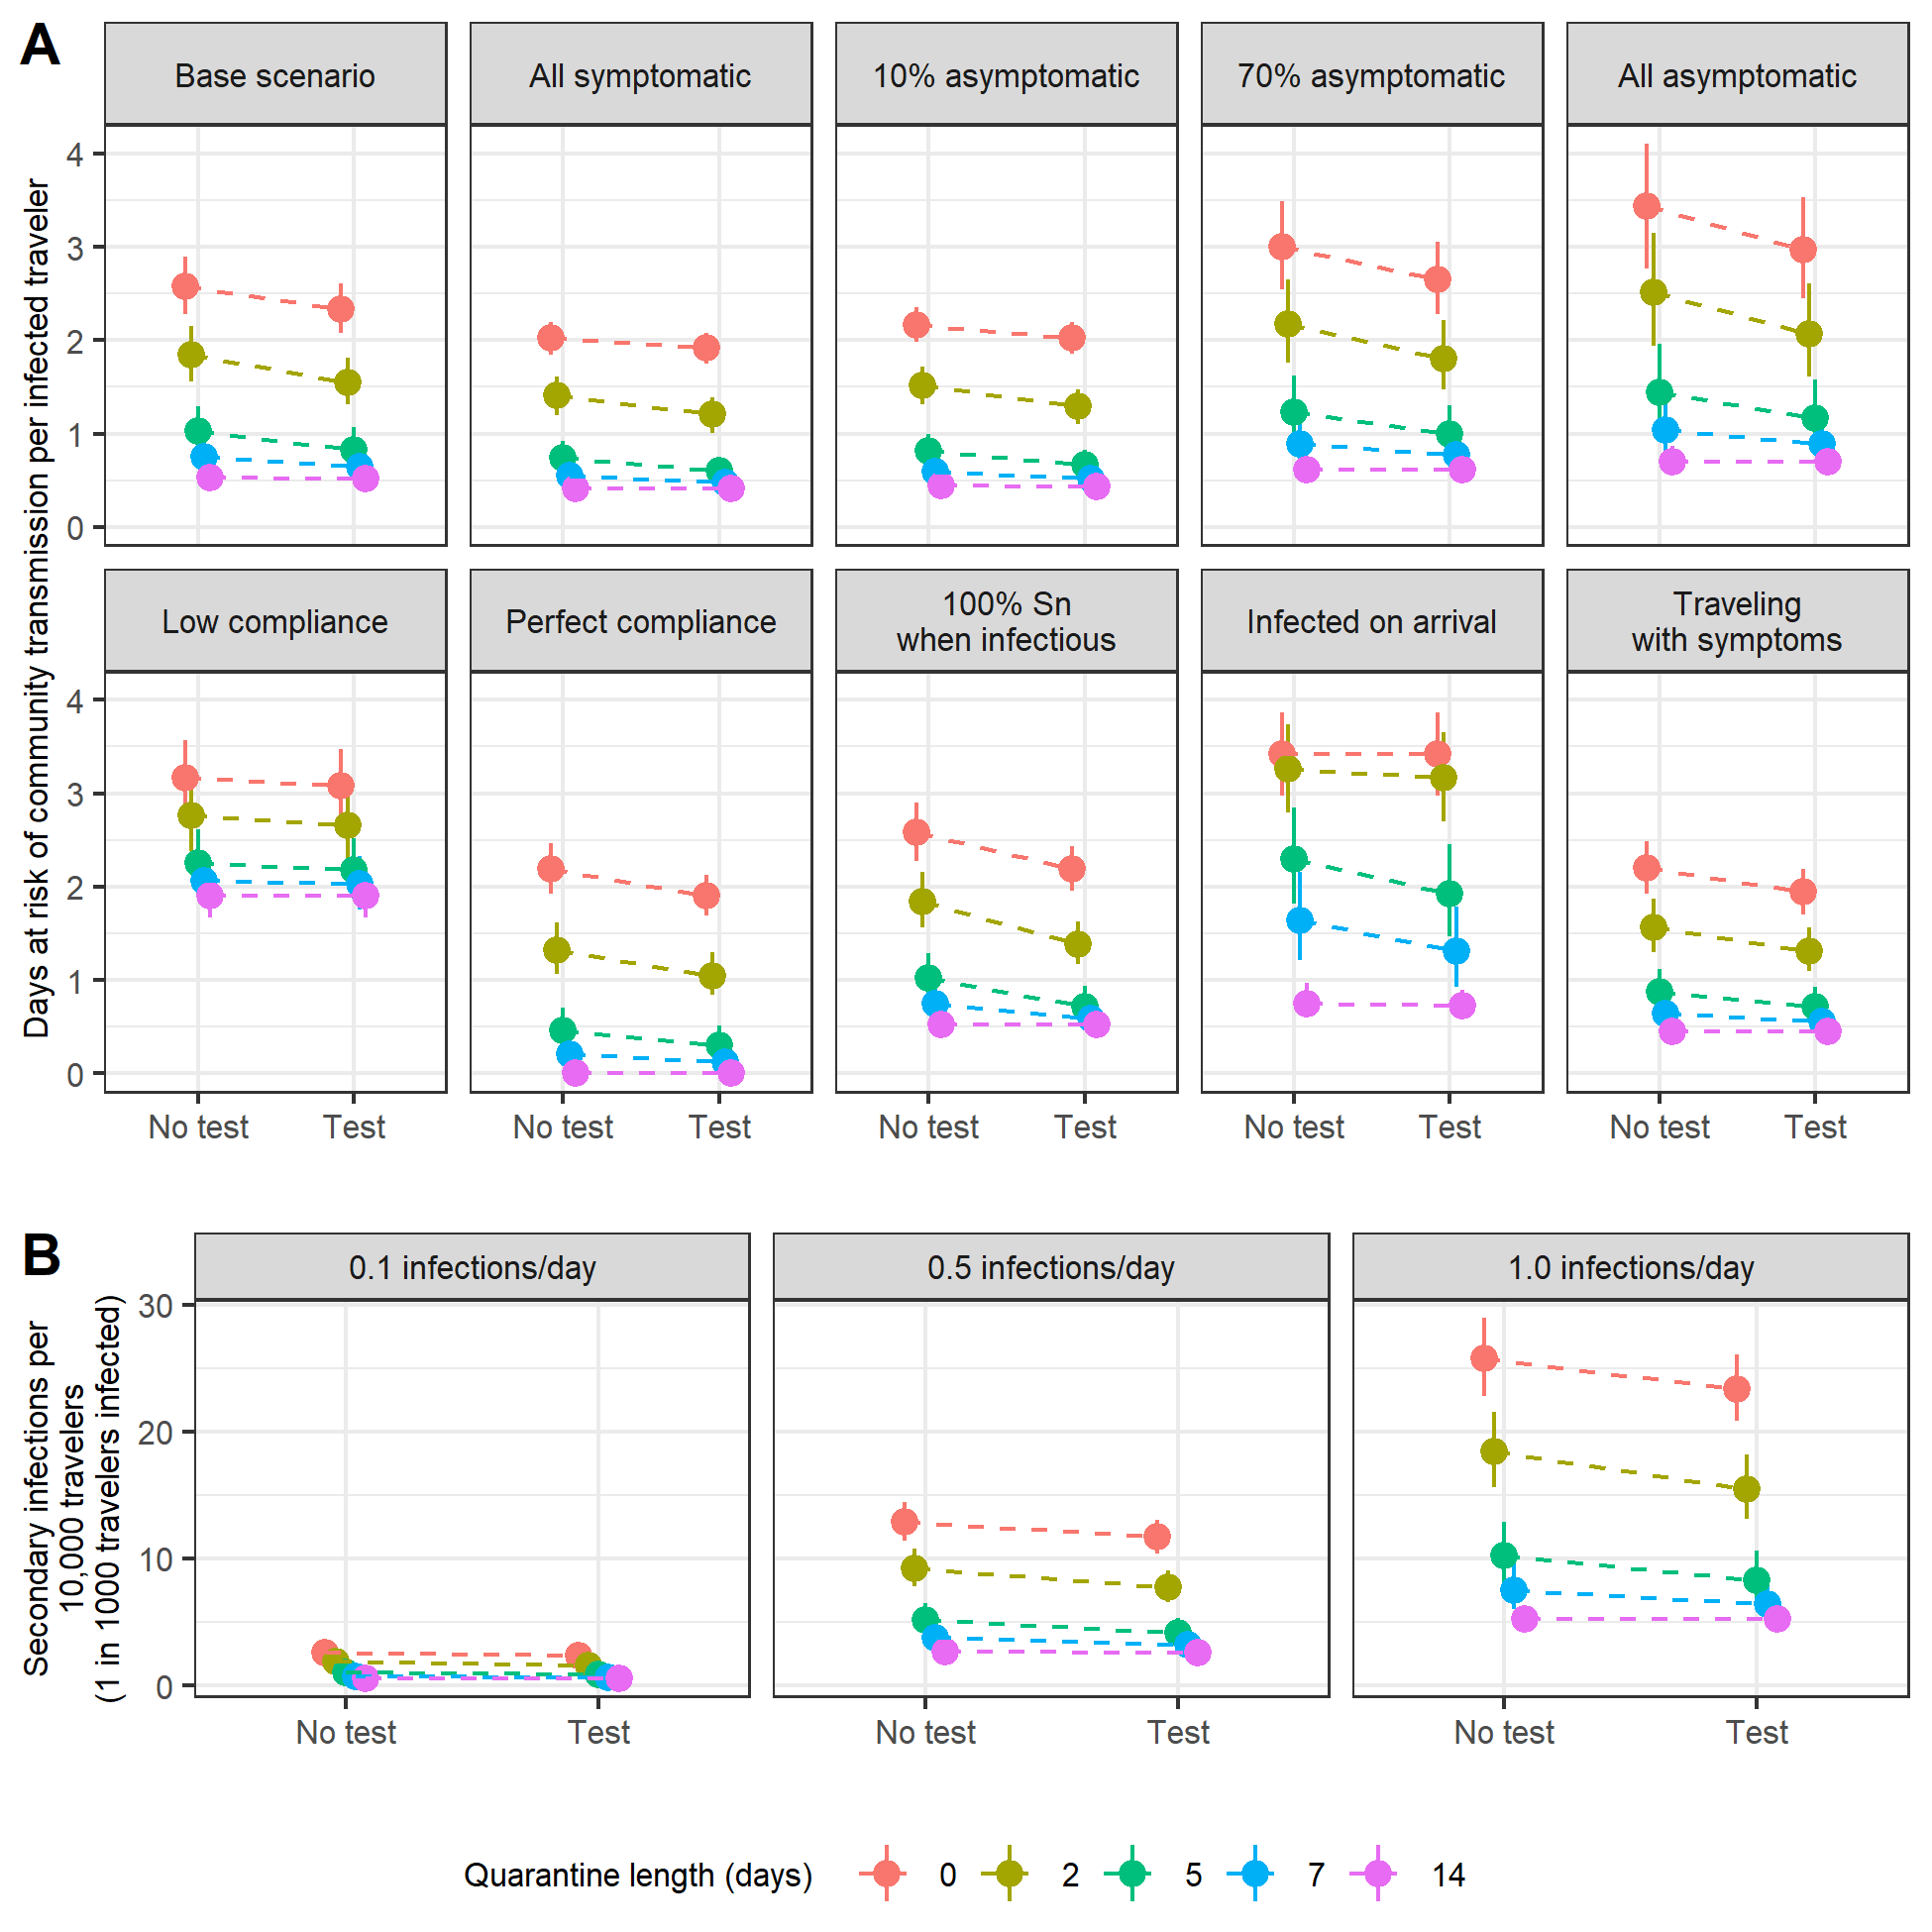 A
Base scenario
All symptomatic
10% asymptomatic
70% asymptomatic
All asymptomatic
Days at risk of community transmission per infected traveler
4
3
2
1
0
Low compliance
Perfect compliance
100% Sn
when infectious
Infected on arrival
Traveling
with symptoms
4
3
2
1
0
No test Test
No test Test
No test Test
No test Test
No test Test
B
0.1 infections/day
0.5 infections/day
1.0 infections/day
Secondary infections per
10,000 travelers
(1 in 1000 travelers infected)
30
20
10
0
No test Test
No test Test
No test Test
Quarantine length (days) 0 2 5 7 14